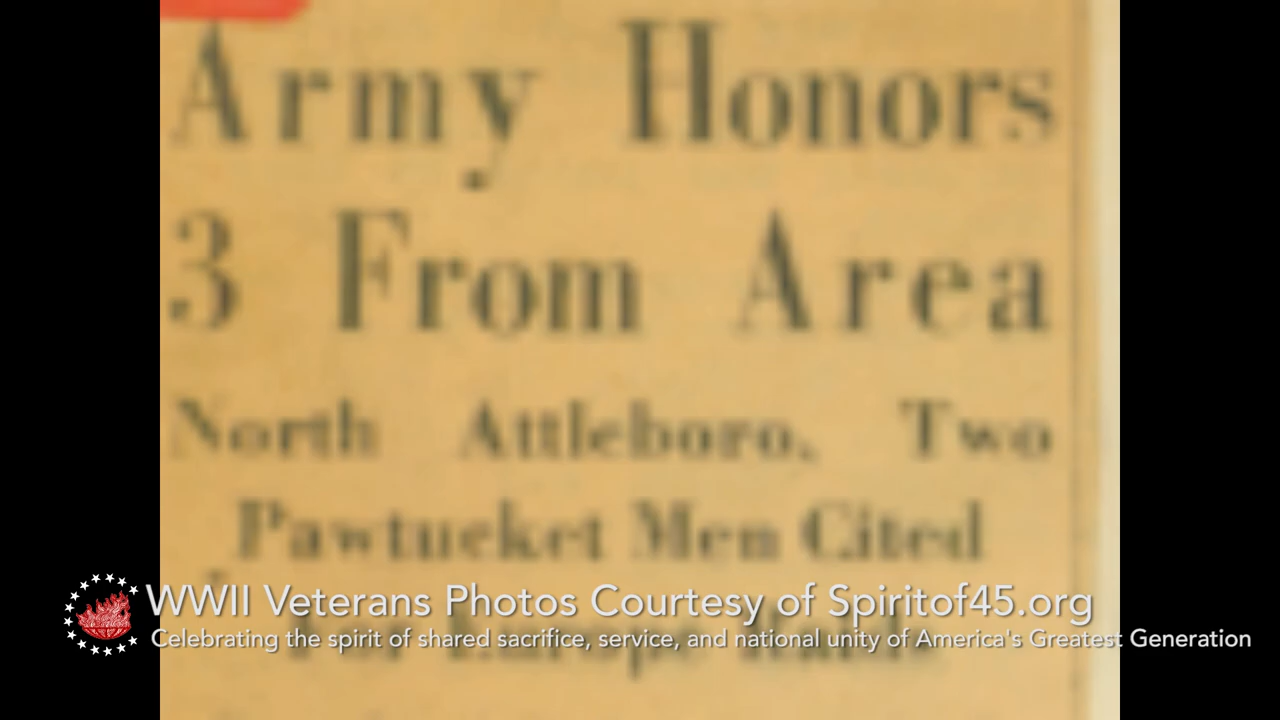 Army Honors
3 From Area
North Attleboro, Two
Pawtucket Men Cited
WWII Veterans Photos Courtesy of Spiritof45.org
Celebrating the spirit of shared sacrifice, service, and national unity of America's Greatest Generation